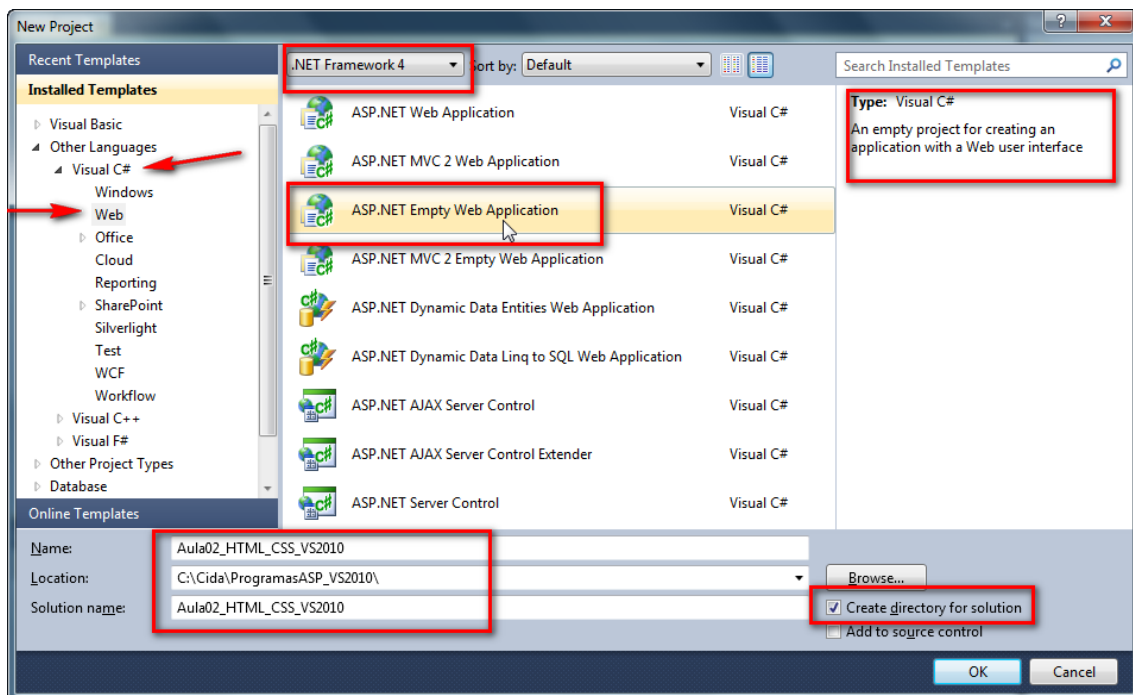 New Project
Recent Templates
Installed Templates
Visual Basic
Other Languages
Visual C#
Windows
Web
Office
Cloud
Reporting
SharePoint
Silverlight
Test
WCF
Workflow
Visual C++
Visual F#
Other Project Types
Database
Online Templates
.NET Framework 4 Sort by: Default
ASP.NET Web Application Visual C#
ASP.NET MVC 2 Web Application Visual C#
ASP.NET Empty Web Application Visual C#
ASP.NET MVC 2 Empty Web Application Visual C#
ASP.NET Dynamic Data Entities Web Application Visual C#
ASP.NET Dynamic Data Linq to SQL Web Application Visual C#
ASP.NET AJAX Server Control Visual C#
ASP.NET AJAX Server Control Extender Visual C#
ASP.NET Server Control Visual C#
Search Installed Templates
Type: Visual C#
An empty project for creating an
application with a Web user interface
Name: Aula02_HTML_CSS_VS2010
Location: C:\Cida\ProgramasASP_VS2010\ Browse...
Solution name: Aula02_HTML_CSS_VS2010 Create directory for solution
Add to source control
OK Cancel